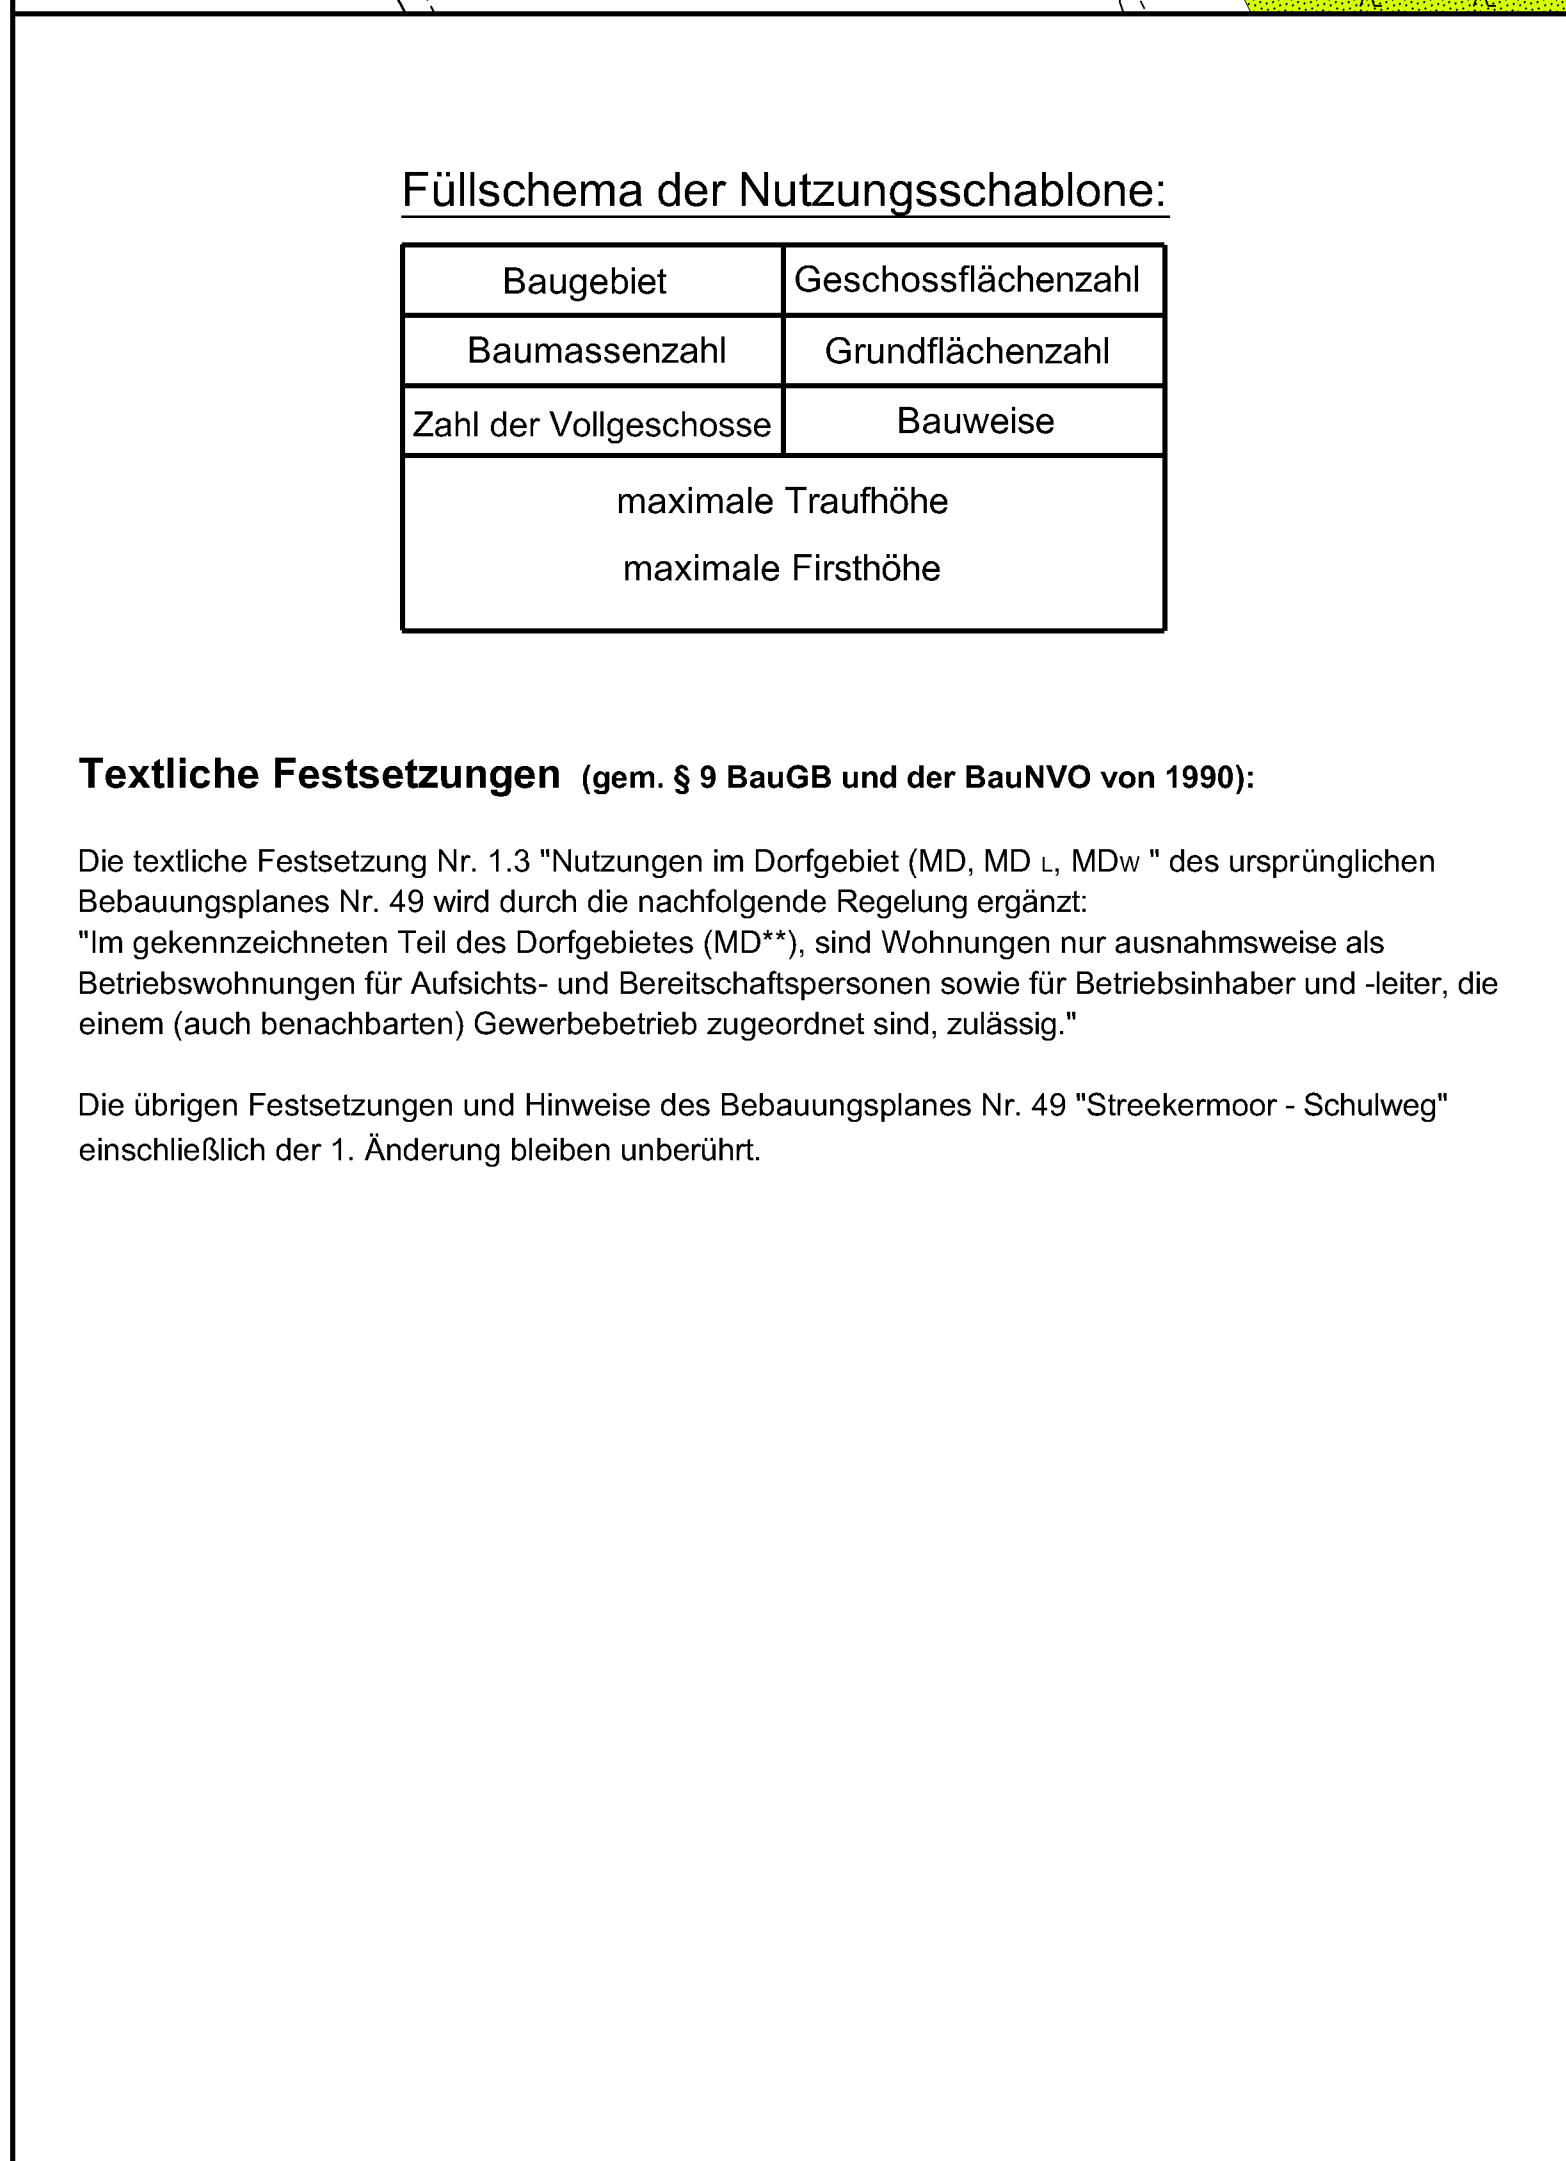 Füllschema der Nutzungsschablone:
Baugebiet Geschossflächenzahl
Baumassenzahl Grundflächenzahl
Zahl der Vollgeschosse Bauweise
maximale Traufhöhe
maximale Firsthöhe
Textliche Festsetzungen (gem. § 9 BauGB und der BauNVO von 1990):
Die textliche Festsetzung Nr. 1.3 "Nutzungen im Dorfgebiet (MD, MD L, MDW " des ursprünglichen
Bebauungsplanes Nr. 49 wird durch die nachfolgende Regelung ergänzt:
"Im gekennzeichneten Teil des Dorfgebietes (MD**), sind Wohnungen nur ausnahmsweise als
Betriebswohnungen für Aufsichts- und Bereitschaftspersonen sowie für Betriebsinhaber und -leiter, die
einem (auch benachbarten) Gewerbebetrieb zugeordnet sind, zulässig."
Die übrigen Festsetzungen und Hinweise des Bebauungsplanes Nr. 49 "Streekermoor - Schulweg"
einschließlich der 1. Änderung bleiben unberührt.